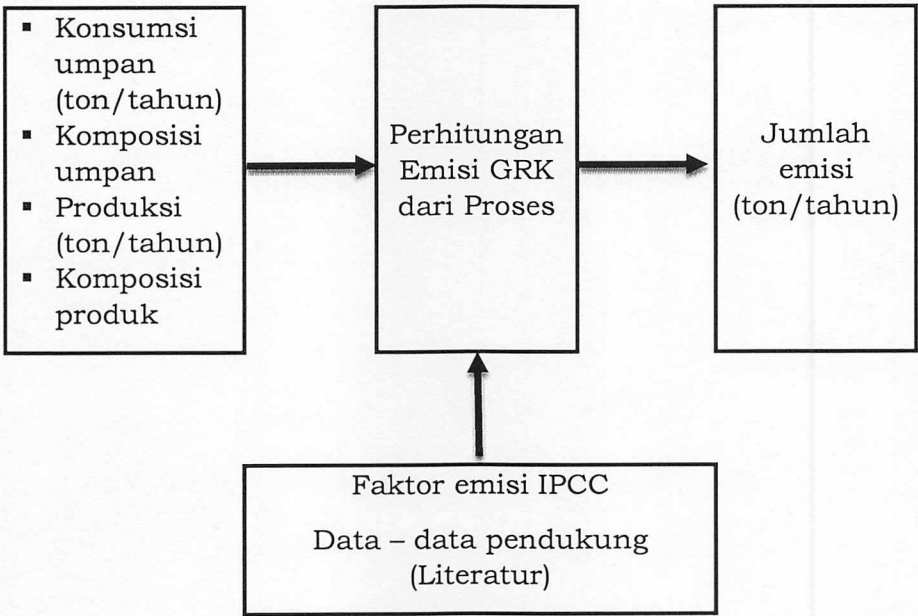 ▪ Konsumsi
umpan
(ton/tahun)
▪ Komposisi
umpan
▪ Produksi
(ton/tahun)
▪ Komposisi
produk
Perhitungan
Emisi GRK
dari Proses
Jumlah
emisi
(ton/tahun)
Faktor emisi IPCC
Data – data pendukung
(Literatur)